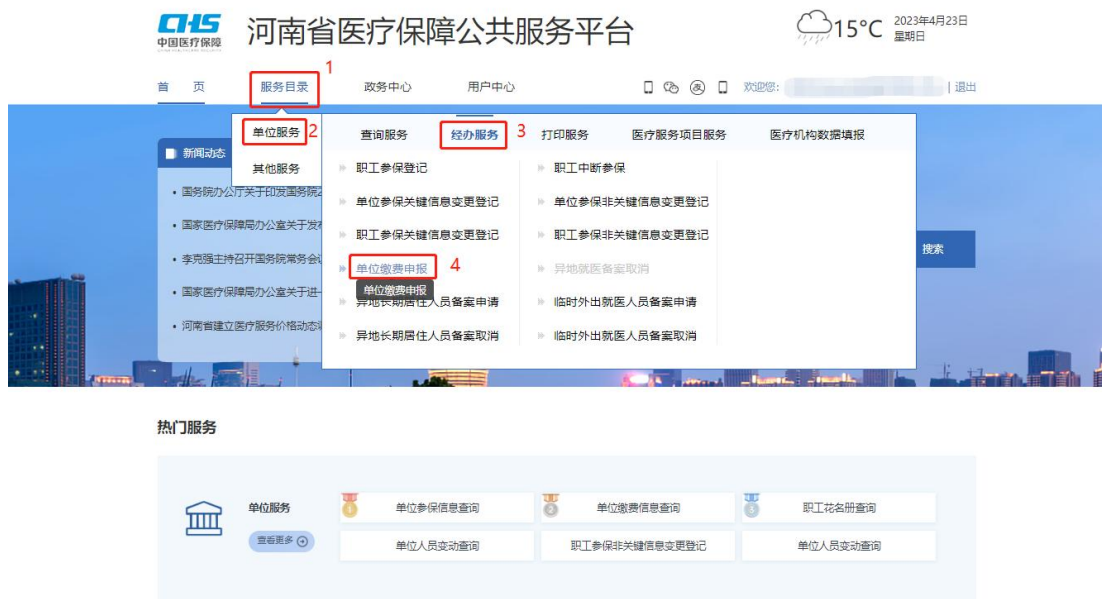 CHS
中国医疗保障
河南省医疗保障公共服务平台
15°C
2023年4月23日
星期日
1
首 页
服务目录
政务中心
用户中心
欢迎您:
| 退出
单位服务 2
其他服务
查询服务
经办服务 3
打印服务
医疗服务项目服务
医疗机构数据填报
新闻动态
国务院办公厅关于印发国务院2
国家医疗保障局办公室关于发布
李克强主持召开国务院常务会议
国家医疗保障局办公室关于进一
河南省建立医疗服务价格动态调
职工参保登记
职工中断参保
单位参保关键信息变更登记
单位参保非关键信息变更登记
职工参保关键信息变更登记
职工参保非关键信息变更登记
单位缴费申报 4
异地就医备案取消
单位缴费申报
异地长期居住人员备案申请
临时外出就医人员备案申请
异地长期居住人员备案取消
临时外出就医人员备案取消
搜索
热门服务
单位服务
查看更多
1 单位参保信息查询
2 单位缴费信息查询
3 职工花名册查询
单位人员变动查询
职工参保非关键信息变更登记
单位人员变动查询